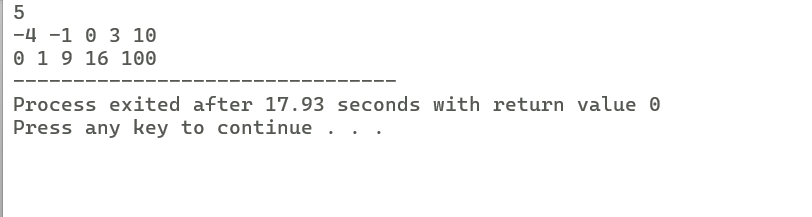 5
-4 -1 0 3 10
0 1 9 16 100
--------------------------------
Process exited after 17.93 seconds with return value 0
Press any key to continue . . .